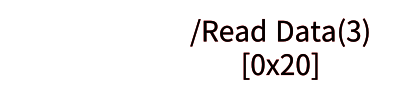 /Read Data(3)
[0x20]